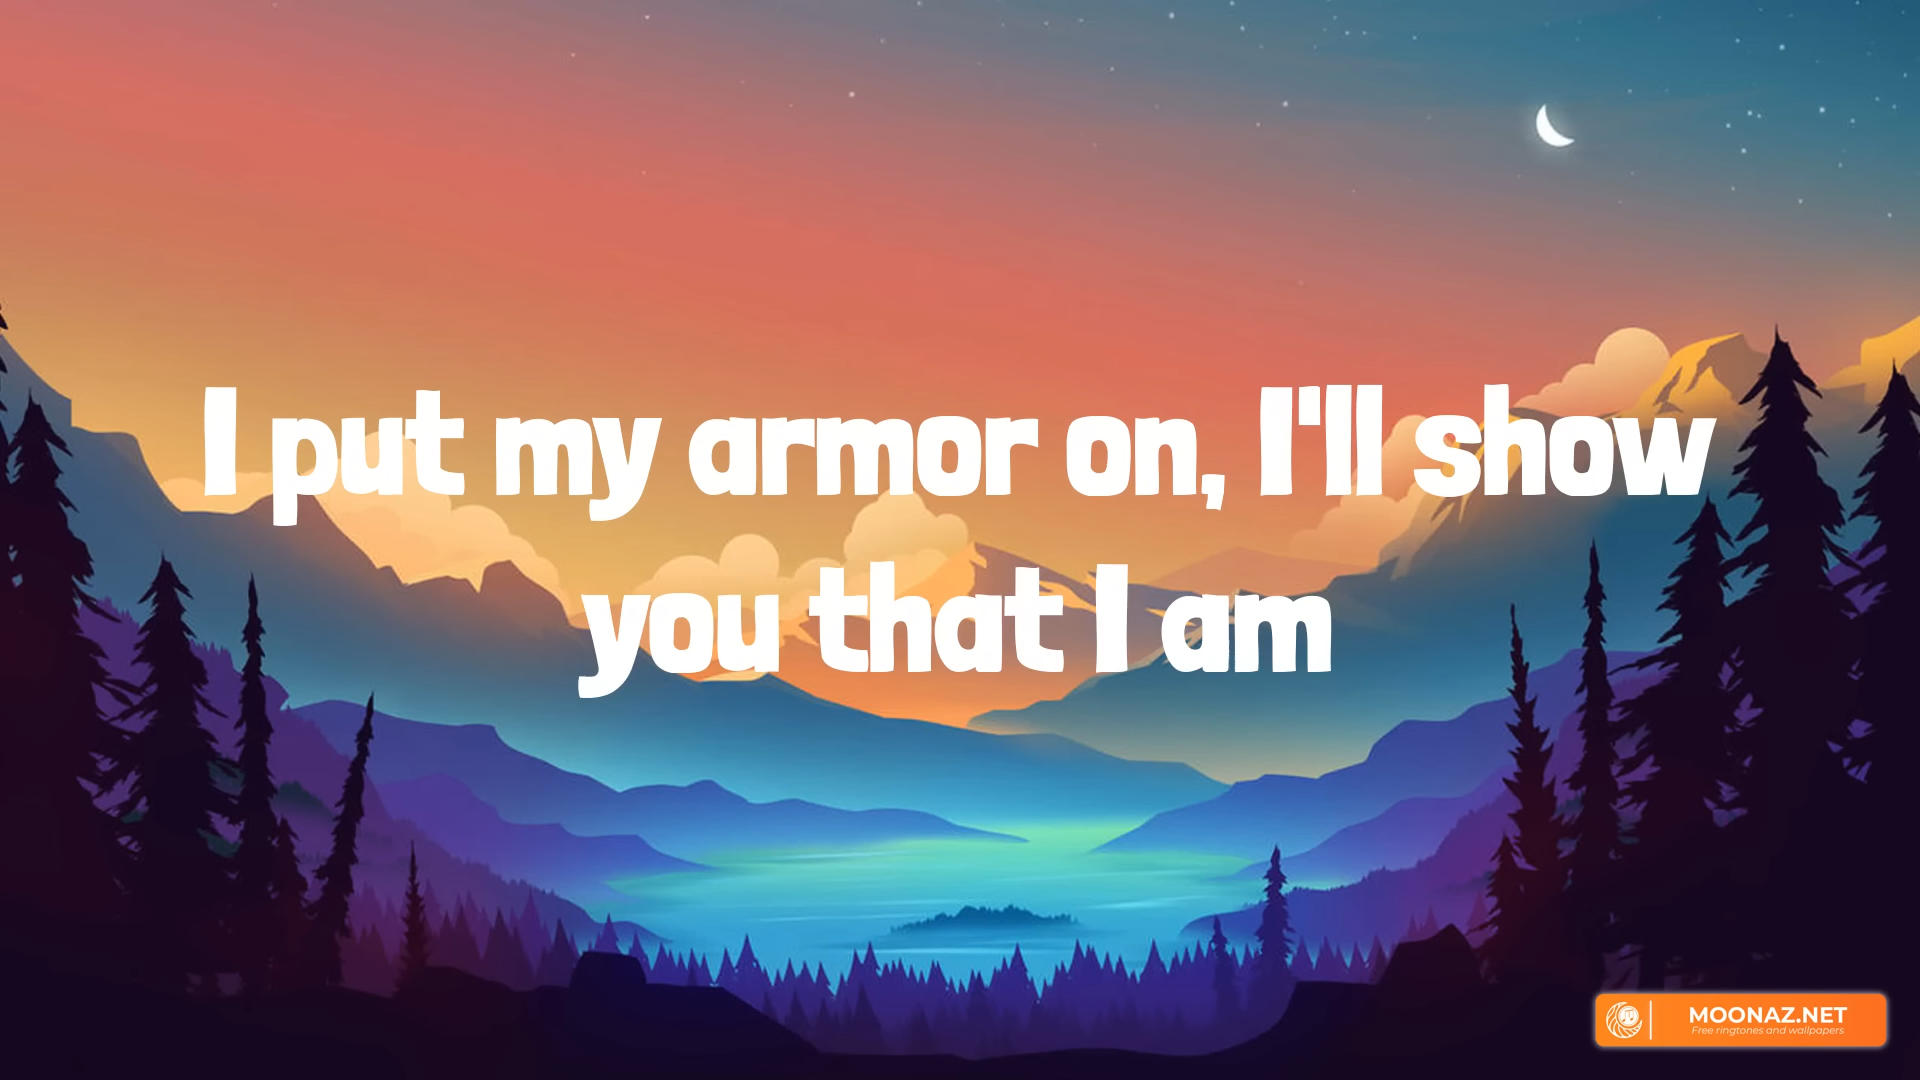 I put my armor on, I'll show
you that I am
MOONAZ.NET
Free ringtones and wallpapers